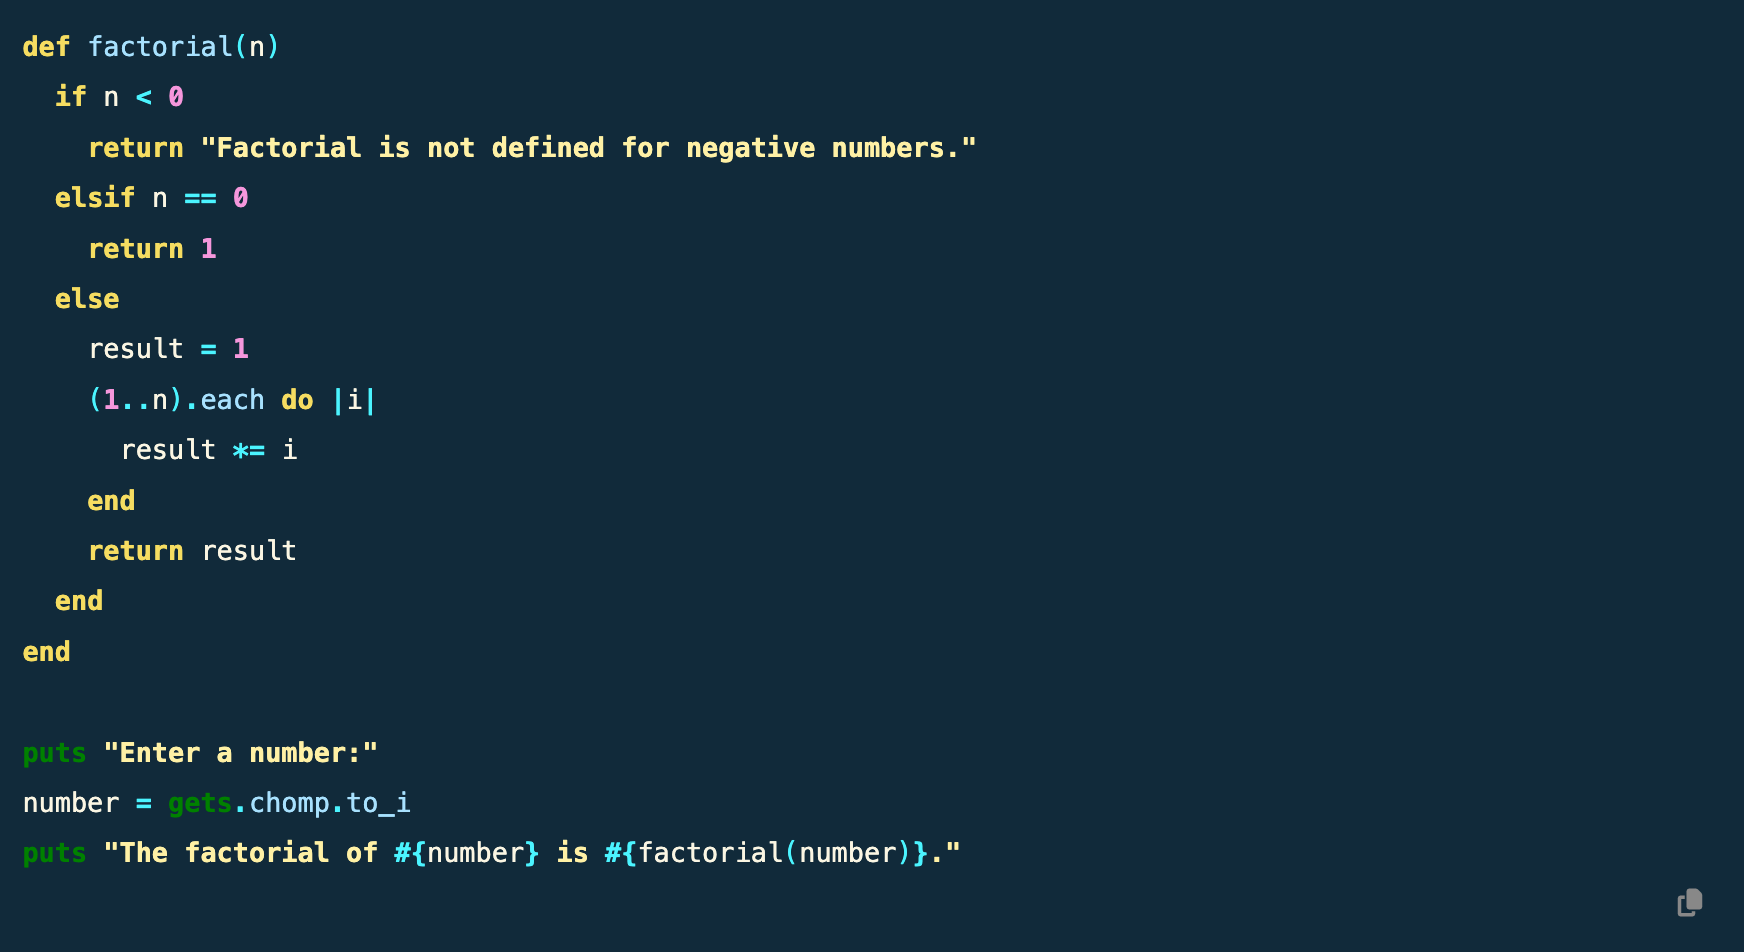 def factorial(n)
  if n < 0
    return "Factorial is not defined for negative numbers."
  elsif n == 0
    return 1
  else
    result = 1
    (1..n).each do |i|
      result *= i
    end
    return result
  end
end

puts "Enter a number:"
number = gets.chomp.to_i
puts "The factorial of #{number} is #{factorial(number)}."